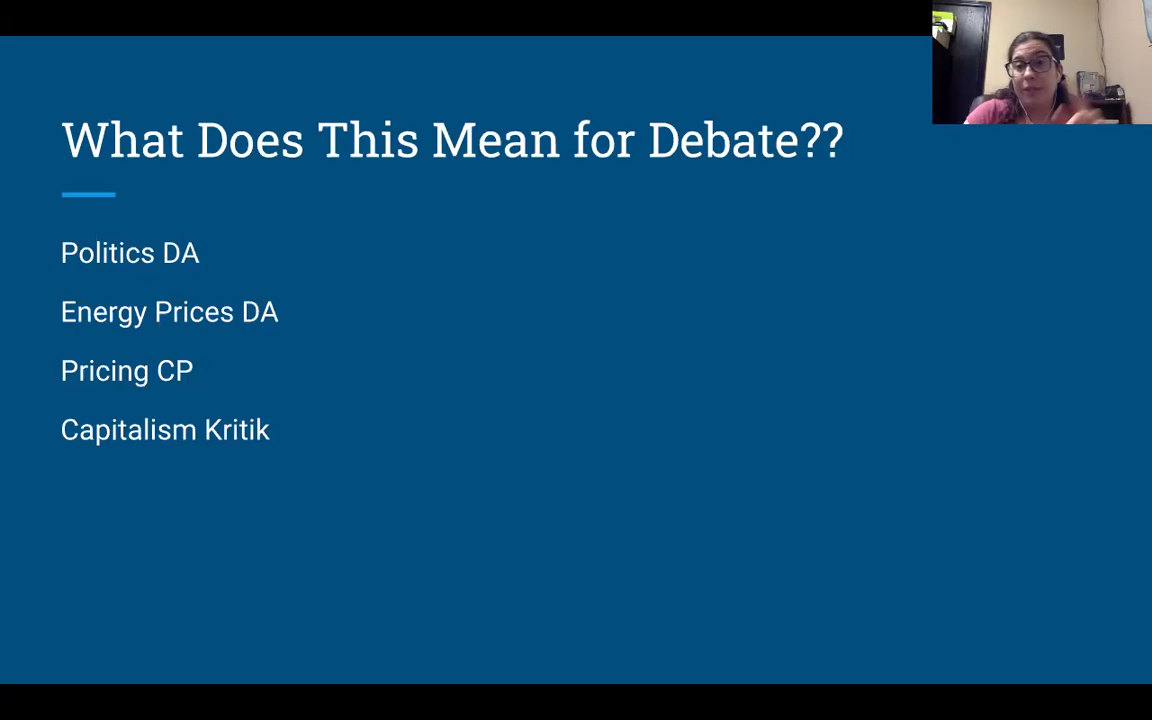 What Does This Mean for Debate??
Politics DA
Energy Prices DA
Pricing CP
Capitalism Kritik